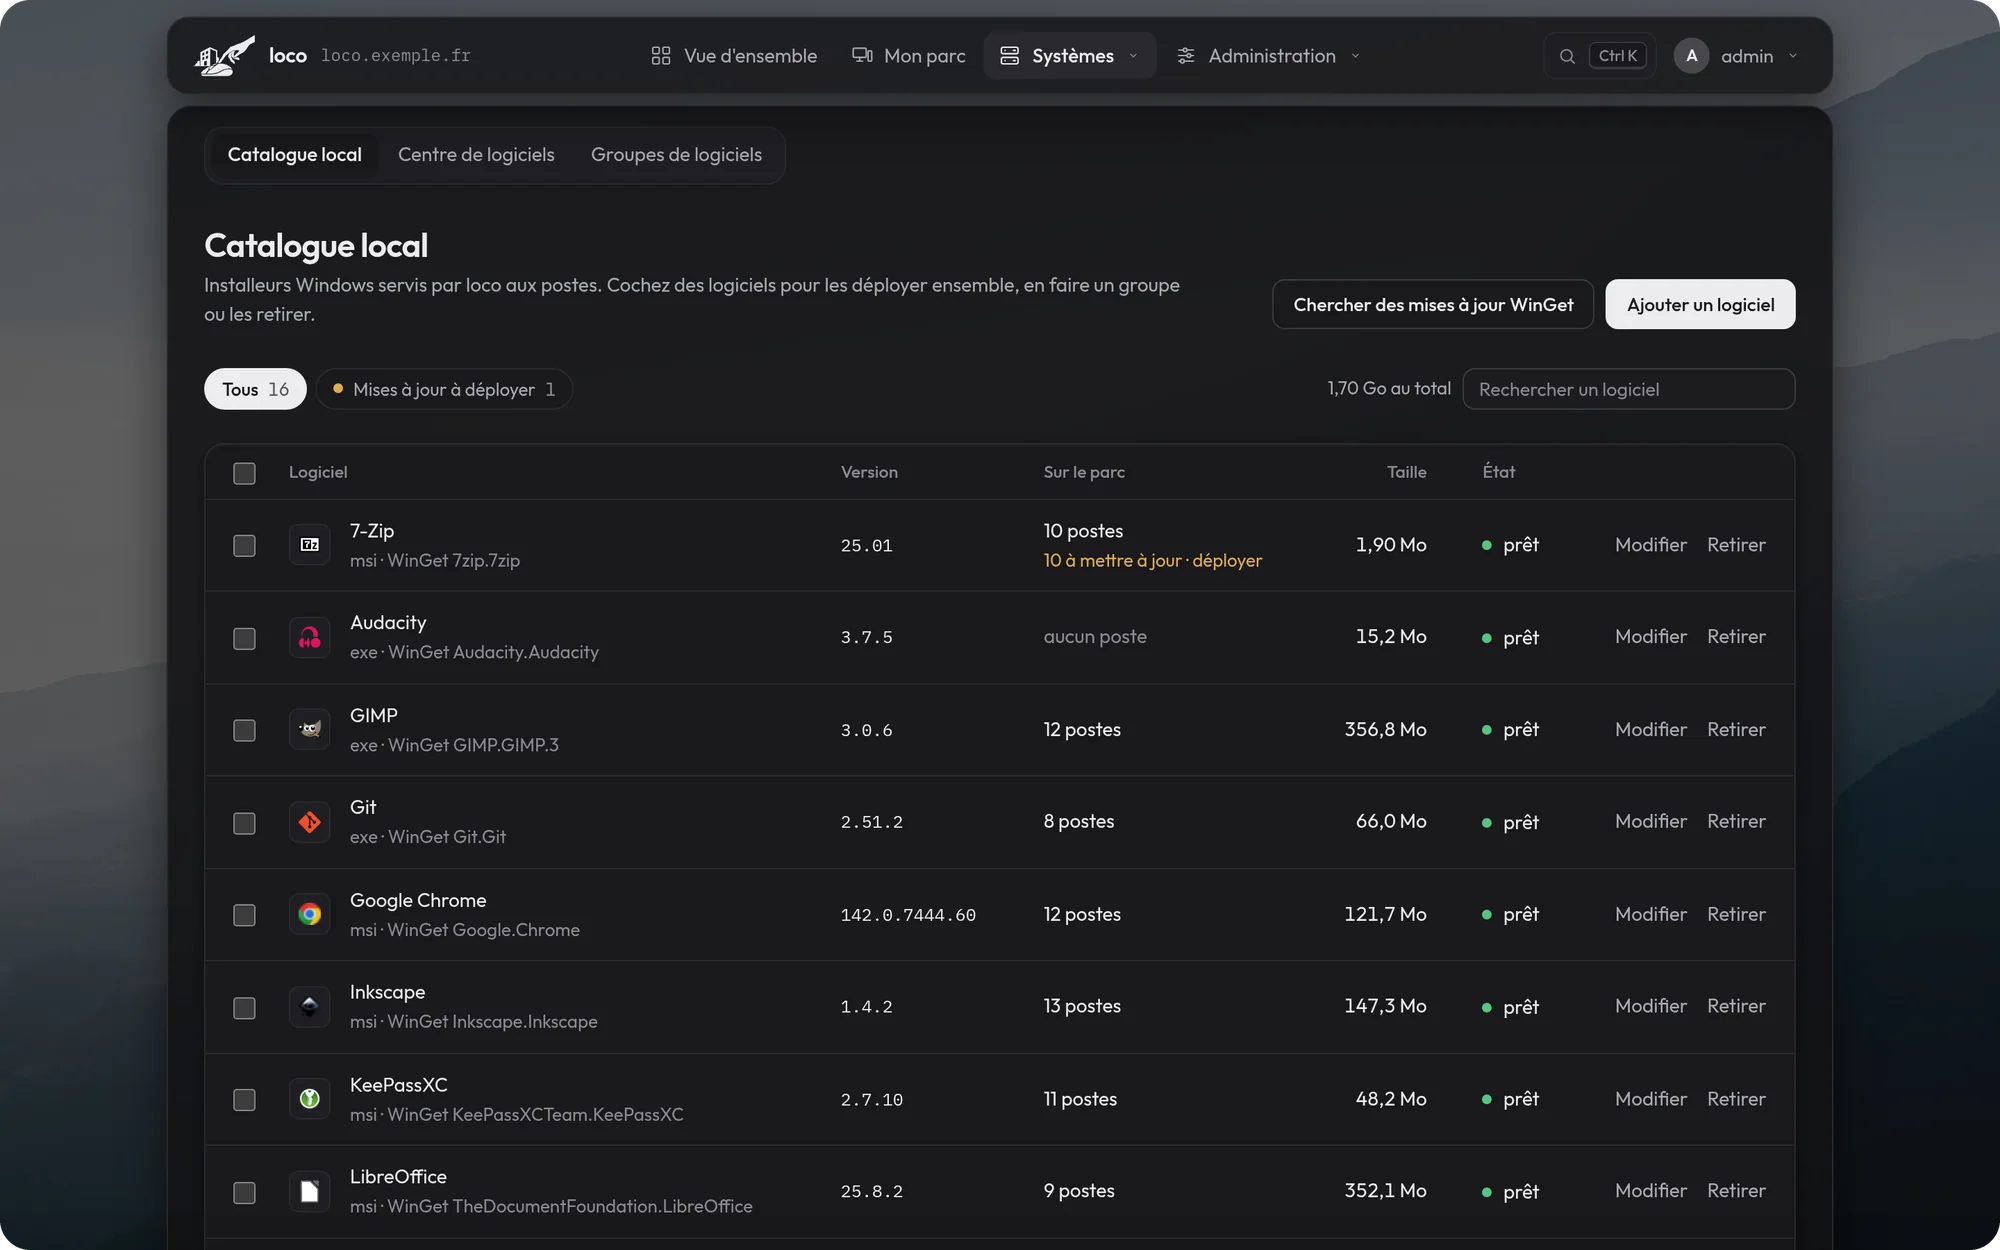 loco loco.exemple.fr Vue d'ensemble Mon parc Systèmes Administration Ctrl K A admin
Catalogue local Centre de logiciels Groupes de logiciels
Catalogue local
Installeurs Windows servis par loco aux postes. Cochez des logiciels pour les déployer ensemble, en faire un groupe
ou les retirer.
Chercher des mises à jour WinGet Ajouter un logiciel
Tous 16 Mises à jour à déployer 1 1,70 Go au total Rechercher un logiciel
Logiciel Version Sur le parc Taille État
7-Zip
msi · WinGet 7zip.7zip
25.01
10 postes
10 à mettre à jour · déployer
1,90 Mo prêt Modifier Retirer
Audacity
exe · WinGet Audacity.Audacity
3.7.5 aucun poste 15,2 Mo prêt Modifier Retirer
GIMP
exe · WinGet GIMP.GIMP.3
3.0.6 12 postes 356,8 Mo prêt Modifier Retirer
Git
exe · WinGet Git.Git
2.51.2 8 postes 66,0 Mo prêt Modifier Retirer
Google Chrome
msi · WinGet Google.Chrome
142.0.7444.60 12 postes 121,7 Mo prêt Modifier Retirer
Inkscape
msi · WinGet Inkscape.Inkscape
1.4.2 13 postes 147,3 Mo prêt Modifier Retirer
KeePassXC
msi · WinGet KeePassXCTeam.KeePassXC
2.7.10 11 postes 48,2 Mo prêt Modifier Retirer
LibreOffice
msi · WinGet TheDocumentFoundation.LibreOffice
25.8.2 9 postes 352,1 Mo prêt Modifier Retirer